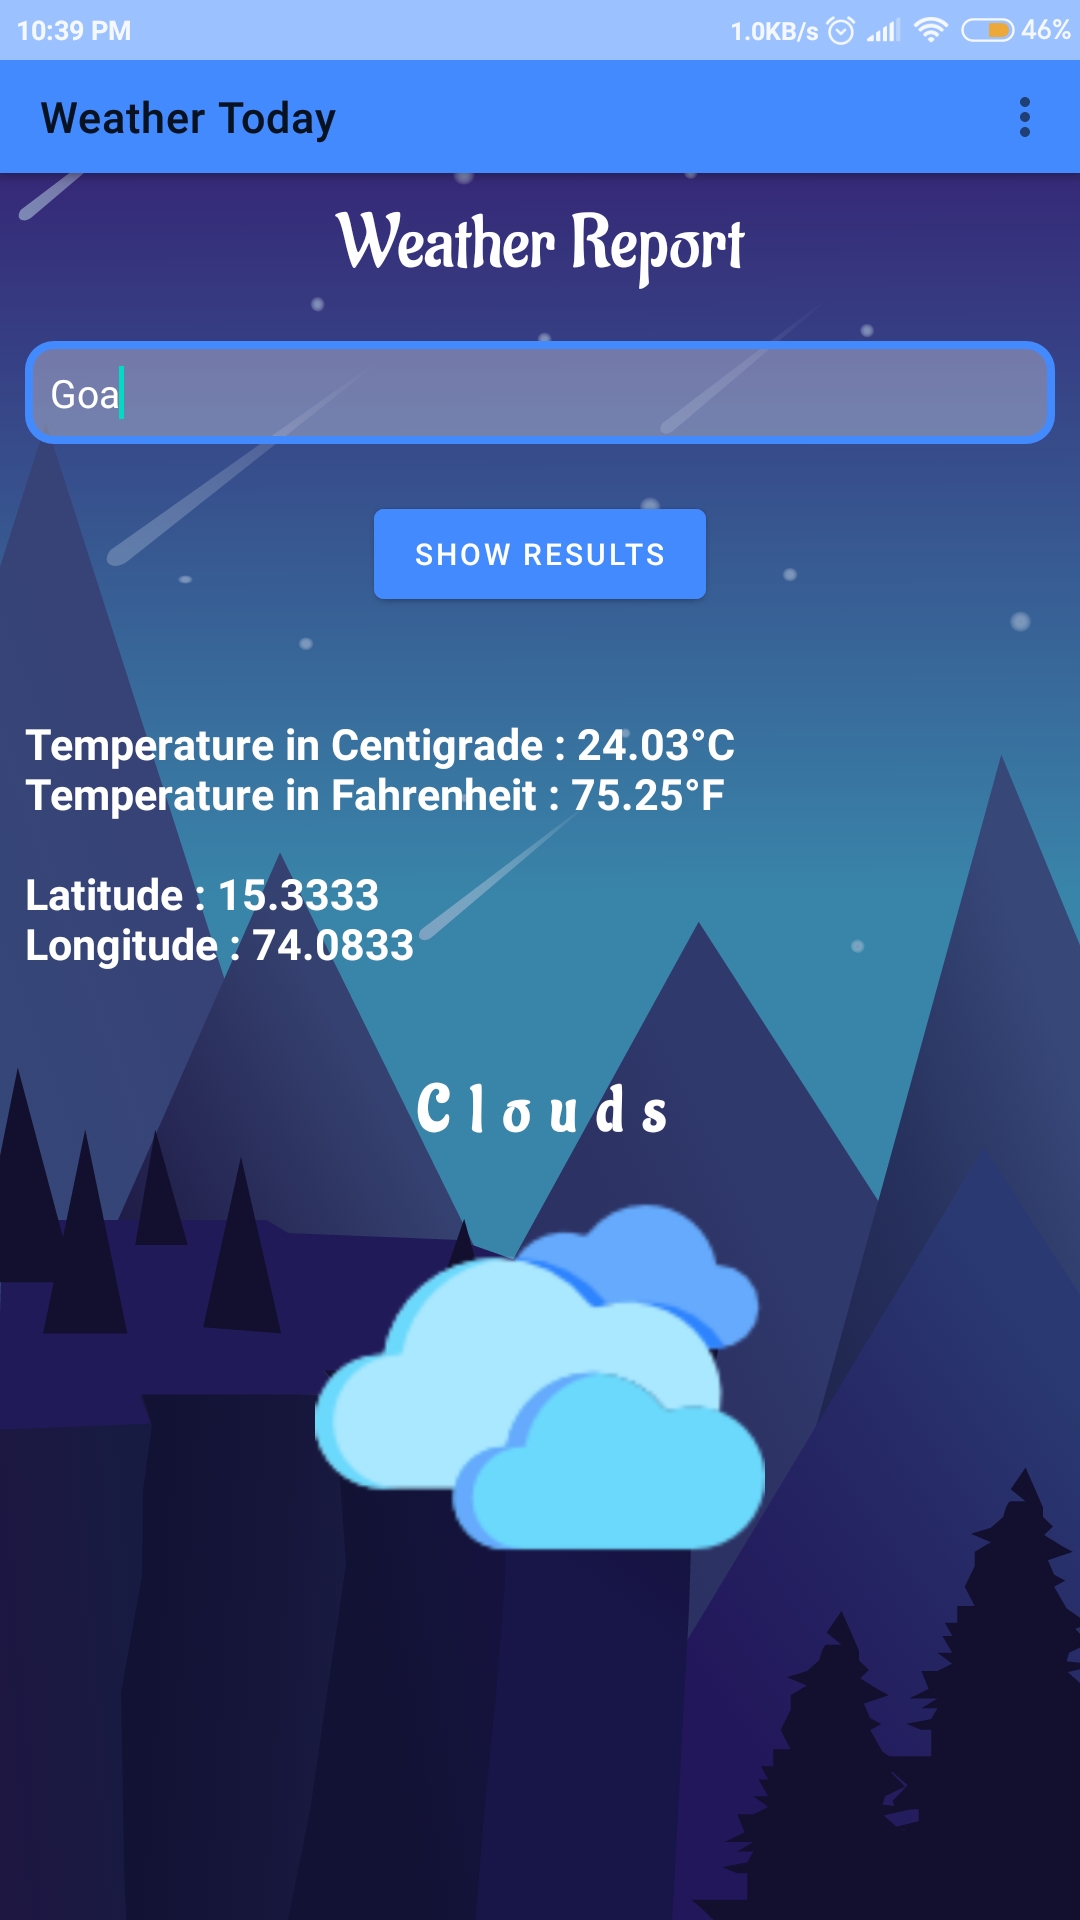 10:39 PM 1.0KB/s 46%
Weather Today
Weather Report
Goa
SHOW RESULTS
Temperature in Centigrade : 24.03°C
Temperature in Fahrenheit : 75.25°F
Latitude : 15.3333
Longitude : 74.0833
Clouds